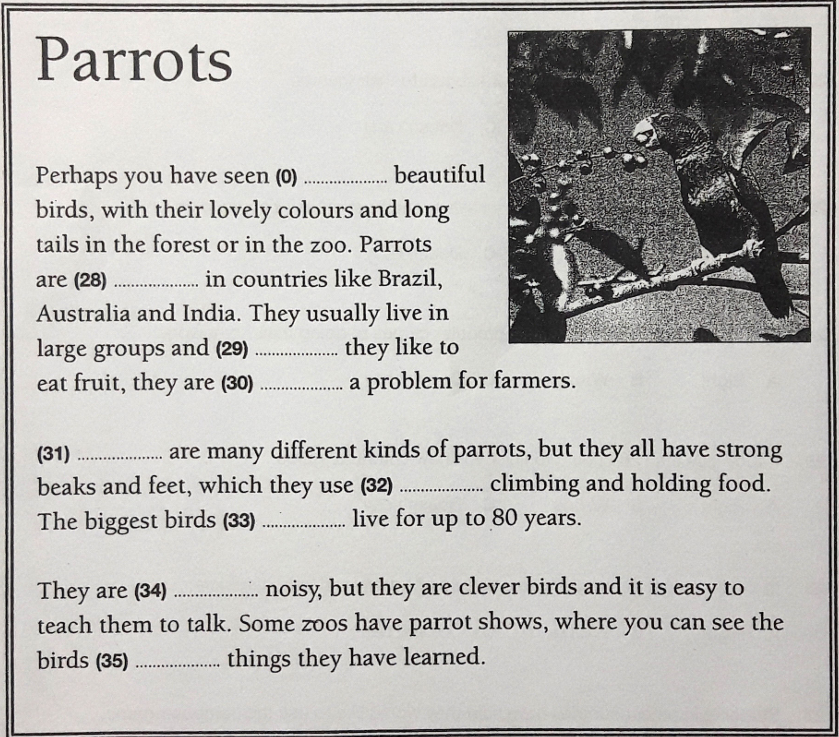 Parrots
Perhaps you have seen (0) .................... beautiful
birds, with their lovely colours and long
tails in the forest or in the zoo. Parrots
are (28) .................... in countries like Brazil,
Australia and India. They usually live in
large groups and (29) .................... they like to
eat fruit, they are (30) .................... a problem for farmers.
(31) .................... are many different kinds of parrots, but they all have strong
beaks and feet, which they use (32) .................... climbing and holding food.
The biggest birds (33) .................... live for up to 80 years.
They are (34) .................... noisy, but they are clever birds and it is easy to
teach them to talk. Some zoos have parrot shows, where you can see the
birds (35) .................... things they have learned.